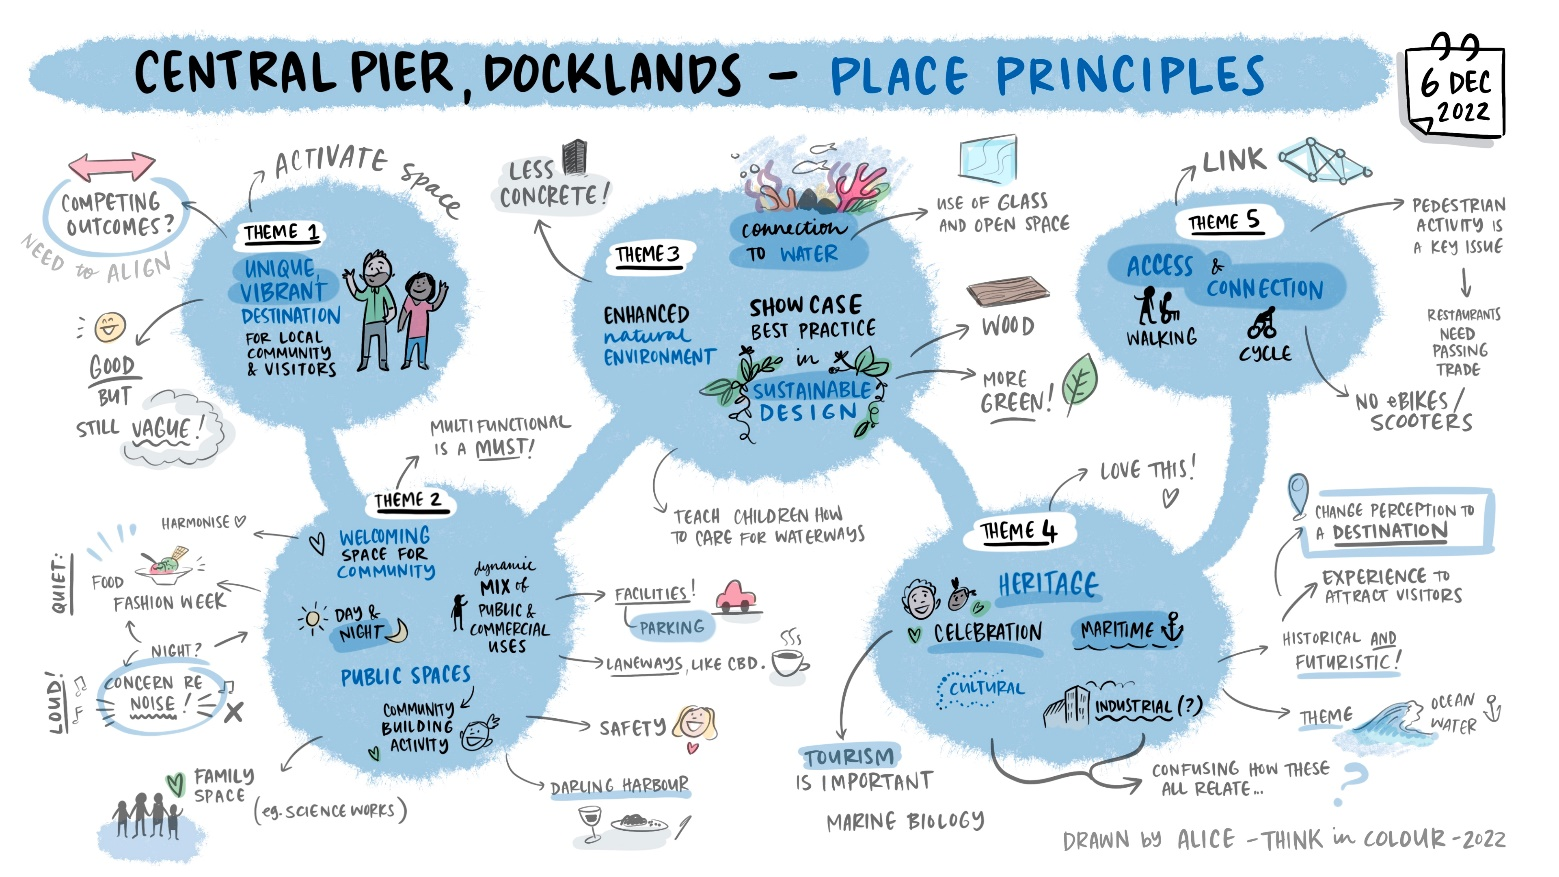 CENTRAL PIER, DOCKLANDS - PLACE PRINCIPLES
6 DEC
2022
COMPETING
OUTCOMES?
NEED to ALIGN
ACTIVATE space
THEME 1
UNIQUE,
VIBRANT
DESTINATION
FOR LOCAL
COMMUNITY
& VISITORS
GOOD
BUT
STILL VAGUE!
MULTIFUNCTIONAL
IS A MUST!
THEME 2
WELCOMING
SPACE FOR
COMMUNITY
dynamic
MIX of
PUBLIC &
COMMERCIAL
USES
DAY &
NIGHT
PUBLIC SPACES
COMMUNITY
BUILDING
ACTIVITY
HARMONISE
QUIET:
FOOD
FASHION WEEK
NIGHT?
LOUD!
CONCERN RE
NOISE!
FAMILY
SPACE
(eg. SCIENCE WORKS)
FACILITIES!
PARKING
LANEWAYS, LIKE CBD.
SAFETY
DARLING HARBOUR
LESS
CONCRETE!
THEME 3
connection
TO WATER
ENHANCED
natural
ENVIRONMENT
SHOW CASE
BEST PRACTICE
in
SUSTAINABLE
DESIGN
USE OF GLASS
AND OPEN SPACE
WOOD
MORE
GREEN!
TEACH CHILDREN HOW
TO CARE FOR WATERWAYS
THEME 4
HERITAGE
CELEBRATION
MARITIME
CULTURAL
INDUSTRIAL (?)
LOVE THIS!
TOURISM
IS IMPORTANT
MARINE BIOLOGY
CHANGE PERCEPTION TO
A DESTINATION
EXPERIENCE TO
ATTRACT VISITORS
HISTORICAL AND
FUTURISTIC!
THEME
OCEAN
WATER
CONFUSING HOW THESE
ALL RELATE...
?
THEME 5
ACCESS &
CONNECTION
WALKING
CYCLE
LINK
PEDESTRIAN
ACTIVITY IS
A KEY ISSUE
RESTAURANTS
NEED
PASSING
TRADE
NO eBIKES/
SCOOTERS
DRAWN by ALICE - THINK in COLOUR - 2022